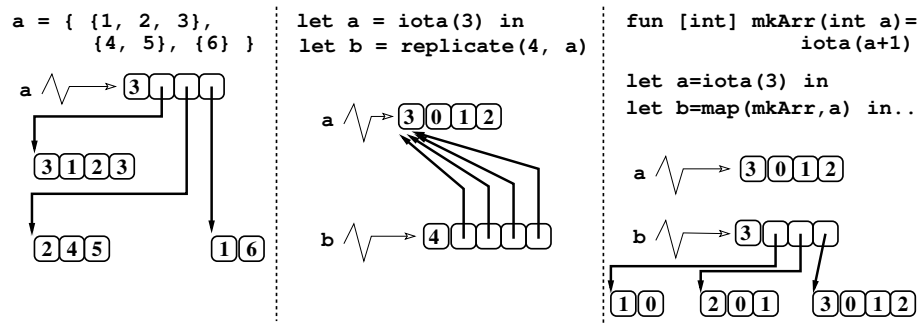 a = { {1, 2, 3},
{4, 5}, {6} }
a 3
3 1 2 3
2 4 5
1 6
let a = iota(3) in
let b = replicate(4, a)
a 3 0 1 2
b 4
fun [int] mkArr(int a)=
iota(a+1)
let a=iota(3) in
let b=map(mkArr,a) in..
a 3 0 1 2
b 3
1 0
2 0 1
3 0 1 2